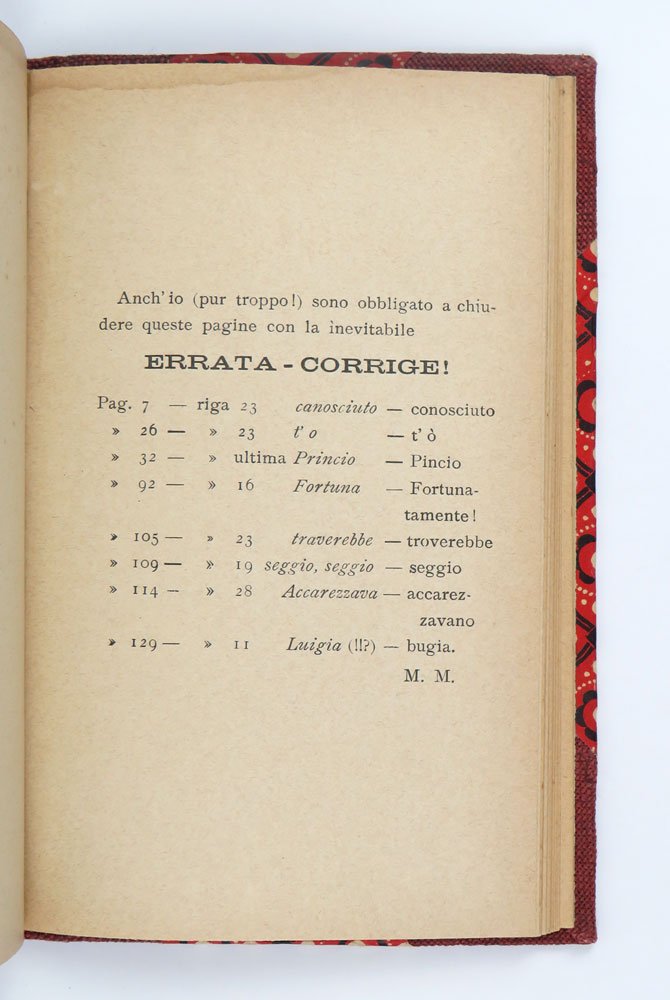 Anch' io (pur troppo!) sono obbligato a chiu-
dere queste pagine con la inevitabile
ERRATA - CORRIGE!
Pag. 7 — riga 23 canosciuto — conosciuto
» 26 — » 23 t' o — t' ò
» 32 — » ultima Princio — Pincio
» 92 — » 16 Fortuna — Fortuna-
tamente!
» 105 — » 23 traverebbe — troverebbe
» 109 — » 19 seggio, seggio — seggio
» 114 — » 28 Accarezzava — accarez-
zavano
» 129 — » 11 Luigia (!!?) — bugia.
M. M.